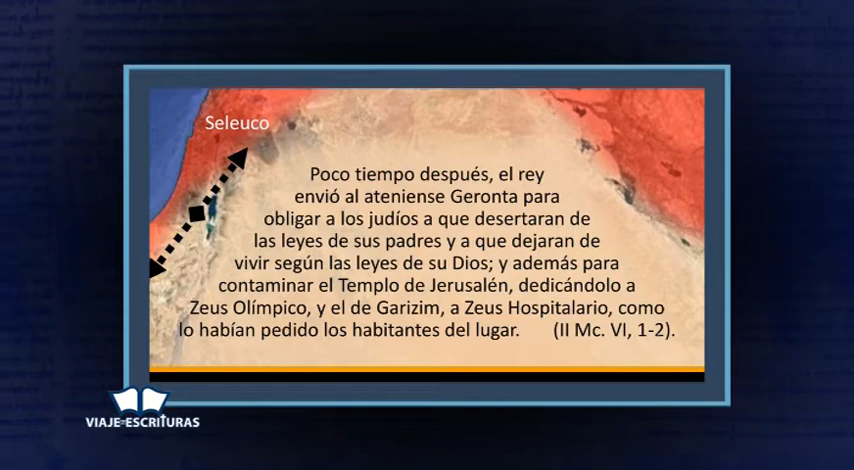 Seleuco
Poco tiempo después, el rey
envió al ateniense Geronta para
obligar a los judíos a que desertaran de
las leyes de sus padres y a que dejaran de
vivir según las leyes de su Dios; y además para
contaminar el Templo de Jerusalén, dedicándolo a
Zeus Olímpico, y el de Garizim, a Zeus Hospitalario, como
lo habían pedido los habitantes del lugar. (II Mc. VI, 1-2).
VIAJE ESCRITURAS